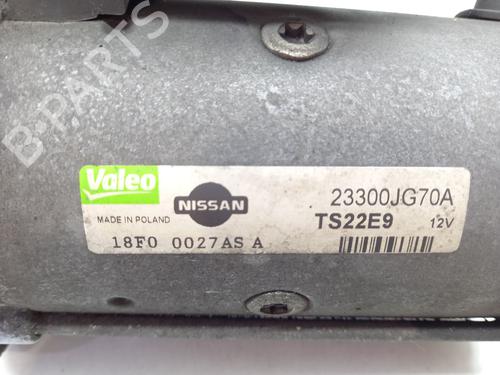 B-PARTS
Valeo
NISSAN
23300JG70A
MADE IN POLAND
TS22E9
12V
18F0 0027AS A